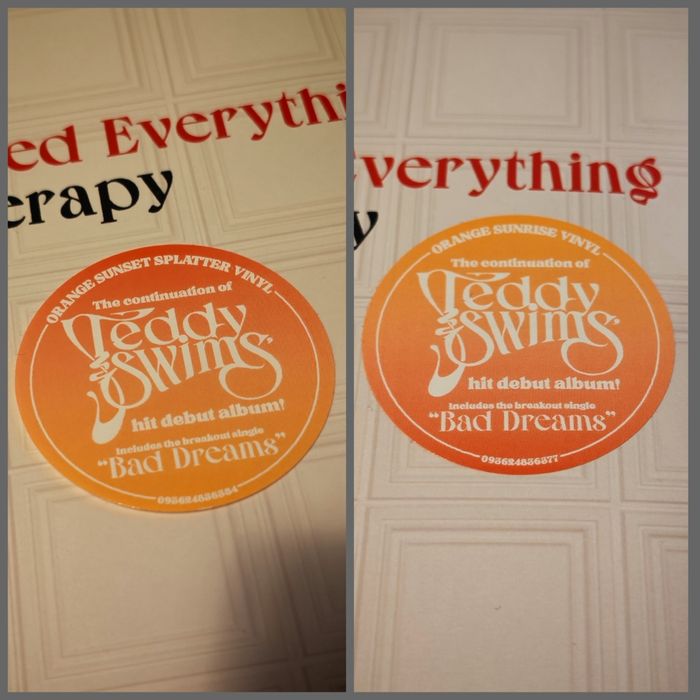 ed Everythi
erapy
ORANGE SUNSET SPLATTER VINYL
The continuation of
Teddy
Swims
hit debut album!
Includes the breakout single
"Bad Dreams"
093624836384
Everything
y
ORANGE SUNRISE VINYL
The continuation of
Teddy
Swims
hit debut album!
Includes the breakout single
"Bad Dreams"
093624836377